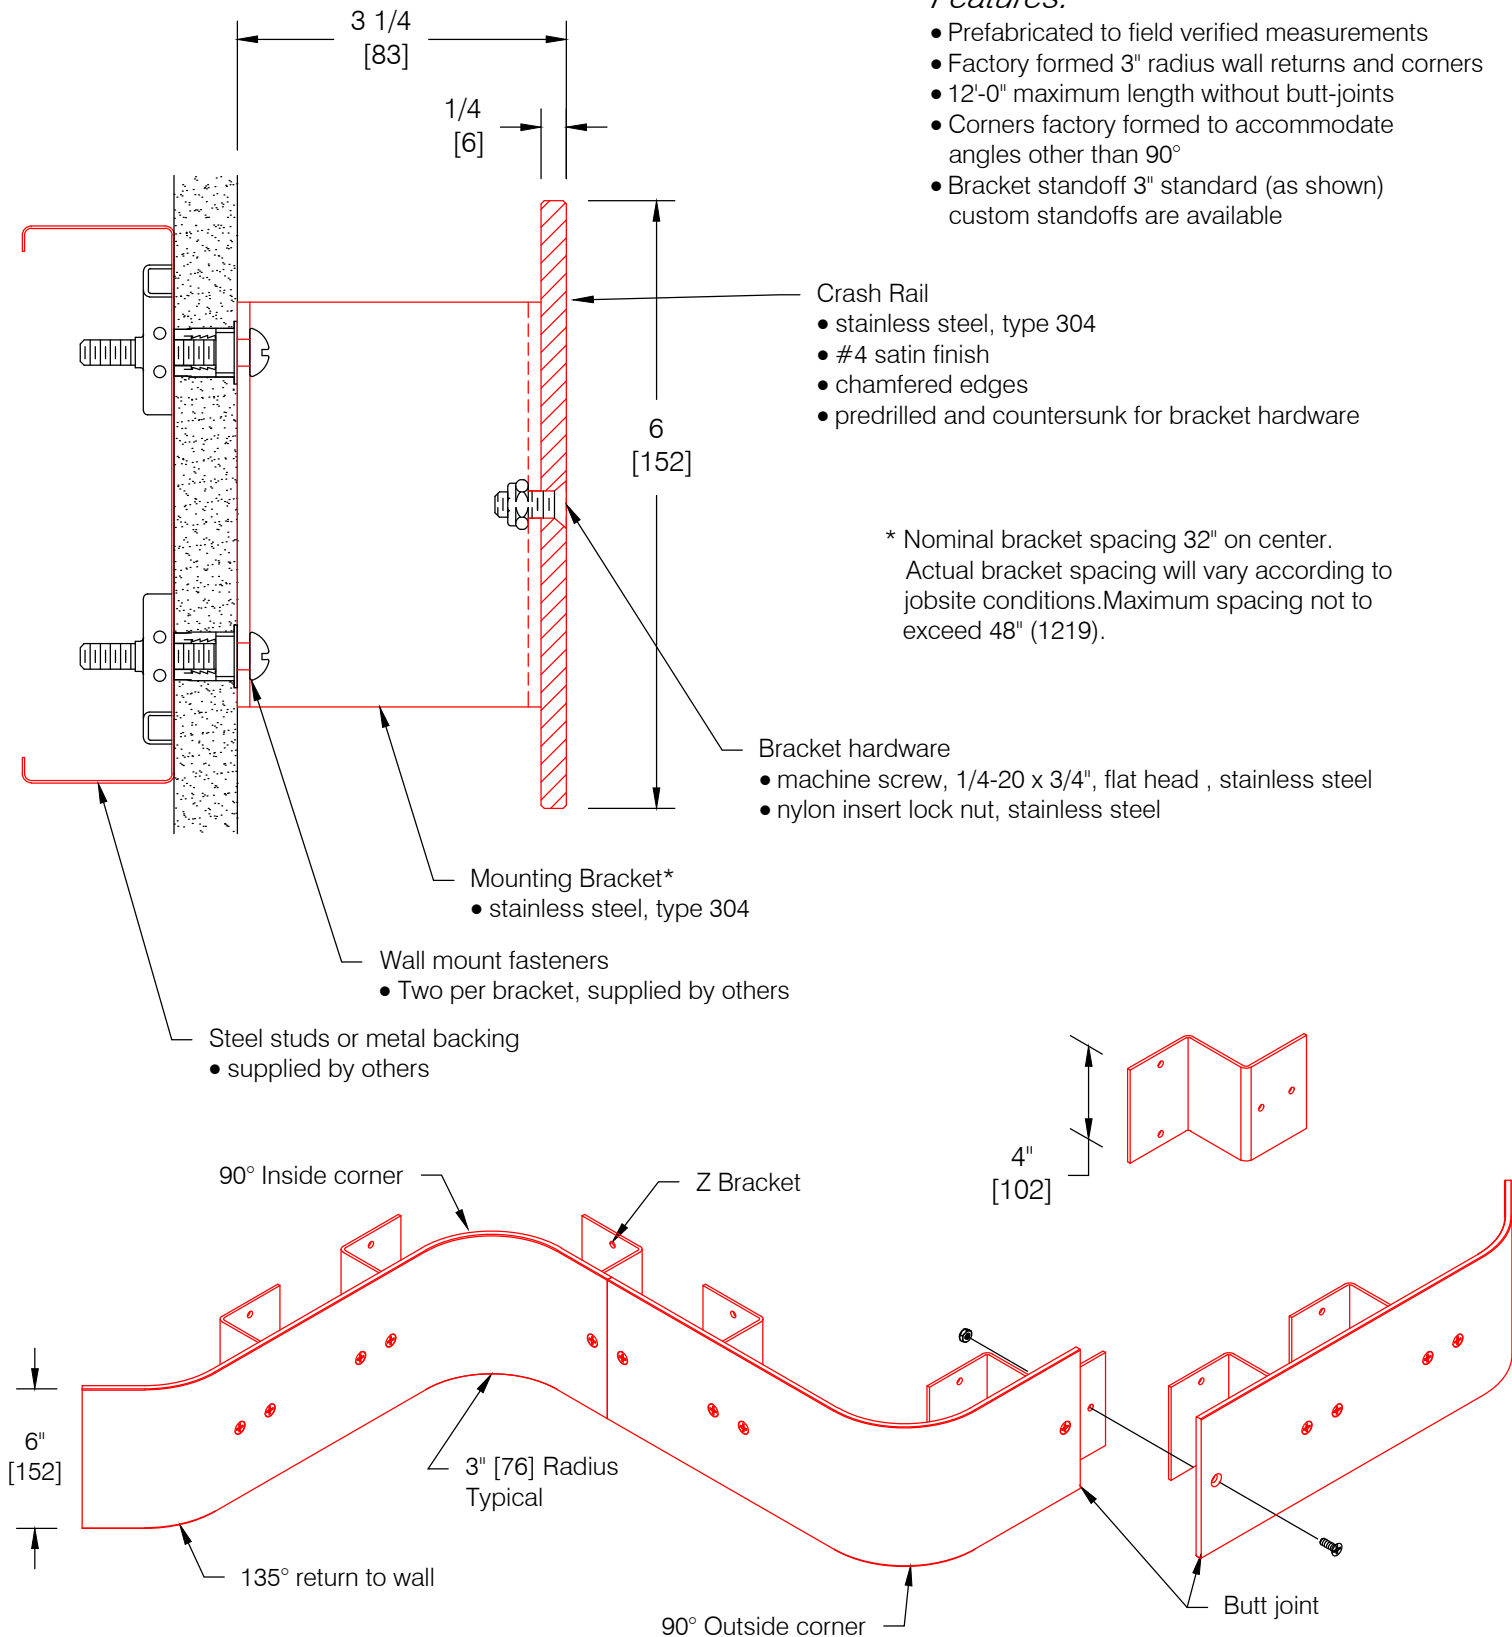 Features:
• Prefabricated to field verified measurements
• Factory formed 3" radius wall returns and corners
• 12'-0" maximum length without butt-joints
• Corners factory formed to accommodate
angles other than 90°
• Bracket standoff 3" standard (as shown)
custom standoffs are available
3 1/4
[83]
1/4
[6]
Crash Rail
• stainless steel, type 304
• #4 satin finish
• chamfered edges
• predrilled and countersunk for bracket hardware
6
[152]
* Nominal bracket spacing 32" on center.
Actual bracket spacing will vary according to
jobsite conditions.Maximum spacing not to
exceed 48" (1219).
Bracket hardware
• machine screw, 1/4-20 x 3/4", flat head , stainless steel
• nylon insert lock nut, stainless steel
Mounting Bracket*
• stainless steel, type 304
Wall mount fasteners
• Two per bracket, supplied by others
Steel studs or metal backing
• supplied by others
4"
[102]
90° Inside corner
Z Bracket
6"
[152]
3" [76] Radius
Typical
135° return to wall
90° Outside corner
Butt joint